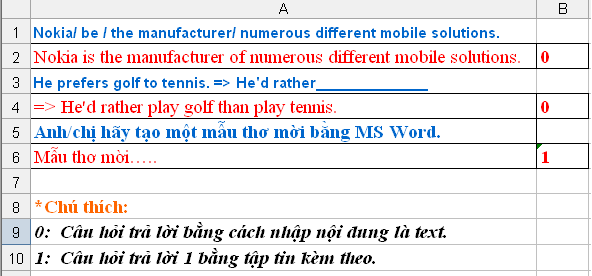 A B
1 Nokia/ be / the manufacturer/ numerous different mobile solutions.
2 Nokia is the manufacturer of numerous different mobile solutions. 0
3 He prefers golf to tennis. => He'd rather______________
4 => He'd rather play golf than play tennis. 0
5 Anh/chị hãy tạo một mẫu thơ mời bằng MS Word.
6 Mẫu thơ mời..... 1
7
8 *Chú thích:
9 0: Câu hỏi trả lời bằng cách nhập nội dung là text.
10 1: Câu hỏi trả lời 1 bằng tập tin kèm theo.